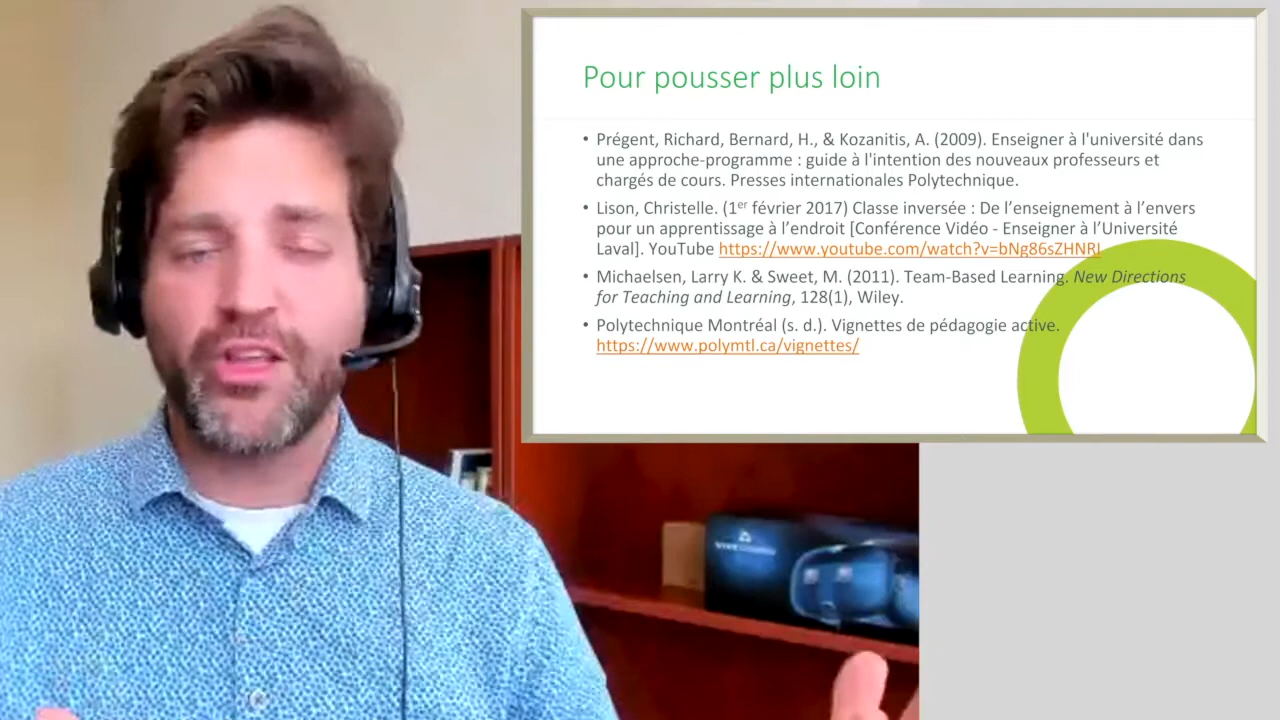 Pour pousser plus loin
• Prégent, Richard, Bernard, H., & Kozanitis, A. (2009). Enseigner à l'université dans
une approche-programme : guide à l'intention des nouveaux professeurs et
chargés de cours. Presses internationales Polytechnique.
• Lison, Christelle. (1er février 2017) Classe inversée : De l’enseignement à l’envers
pour un apprentissage à l’endroit [Conférence Vidéo - Enseigner à l’Université
Laval]. YouTube https://www.youtube.com/watch?v=bNg86sZHNRI
• Michaelsen, Larry K. & Sweet, M. (2011). Team-Based Learning. New Directions
for Teaching and Learning, 128(1), Wiley.
• Polytechnique Montréal (s. d.). Vignettes de pédagogie active.
https://www.polymtl.ca/vignettes/